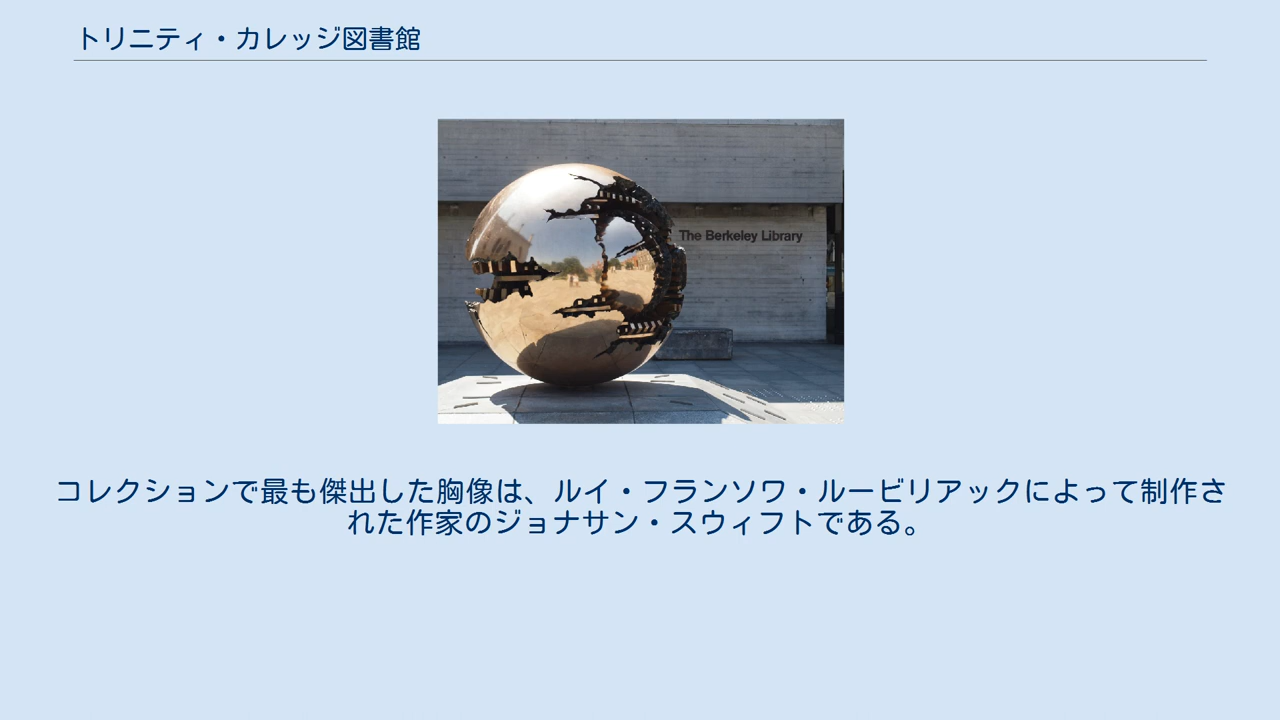 トリニティ・カレッジ図書館
The Berkeley Library
コレクションで最も傑出した胸像は、ルイ・フランソワ・ルービリアックによって制作さ
れた作家のジョナサン・スウィフトである。